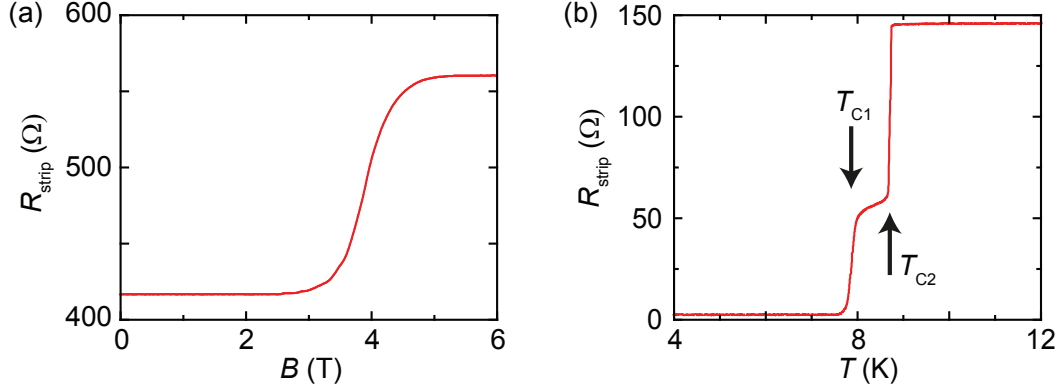 (a)
600
500
400
R_strip (Ω)
0 2 4 6
B (T)
(b)
150
100
50
0
R_strip (Ω)
T_C1
T_C2
4 6 8 10 12
T (K)